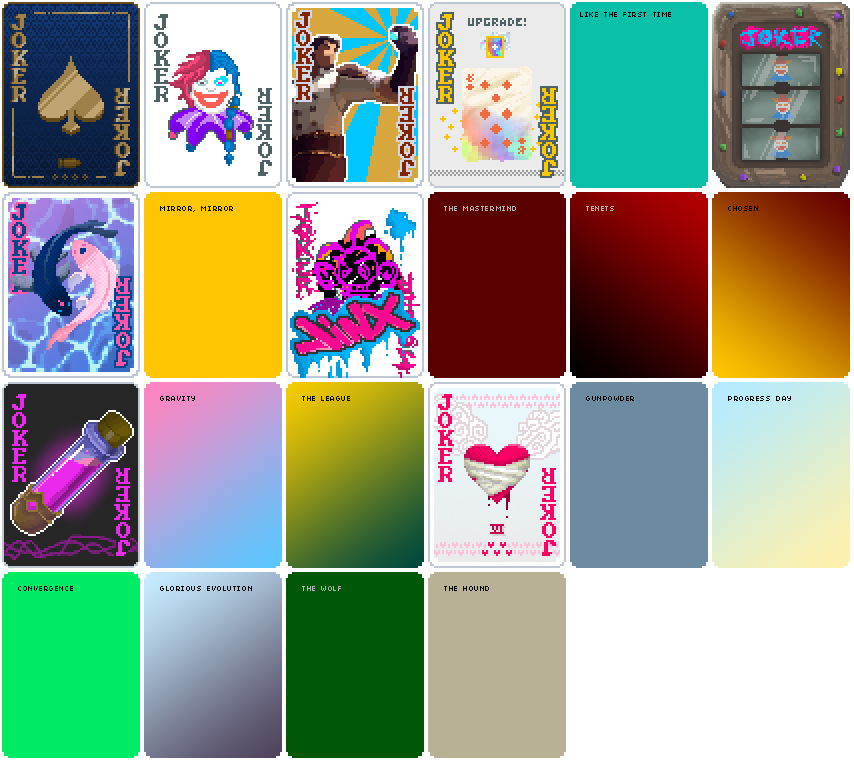 JOKER
JOKER
JOKER
JOKER
JOKER
JOKER
JOKER
UPGRADE!
JOKER
LIKE THE FIRST TIME
JOKER
JOKE
JOKER
MIRROR, MIRROR
JOKER
JINX
THE MASTERMIND
TENETS
CHOSEN
JOKER
JOKER
GRAVITY
THE LEAGUE
JOKER
VI
JOKER
GUNPOWDER
PROGRESS DAY
CONVERGENCE
GLORIOUS EVOLUTION
THE WOLF
THE HOUND